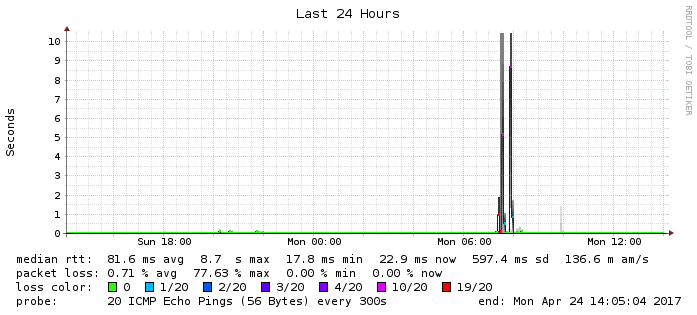 Last 24 Hours
RRDTOOL / TOBI OETIKER
Seconds
10
9
8
7
6
5
4
3
2
1
0
Sun 18:00 Mon 00:00 Mon 06:00 Mon 12:00
median rtt: 81.6 ms avg 8.7 s max 17.8 ms min 22.9 ms now 597.4 ms sd 136.6 m am/s
packet loss: 0.71 % avg 77.63 % max 0.00 % min 0.00 % now
loss color: 0 1/20 2/20 3/20 4/20 10/20 19/20
probe: 20 ICMP Echo Pings (56 Bytes) every 300s end: Mon Apr 24 14:05:04 2017